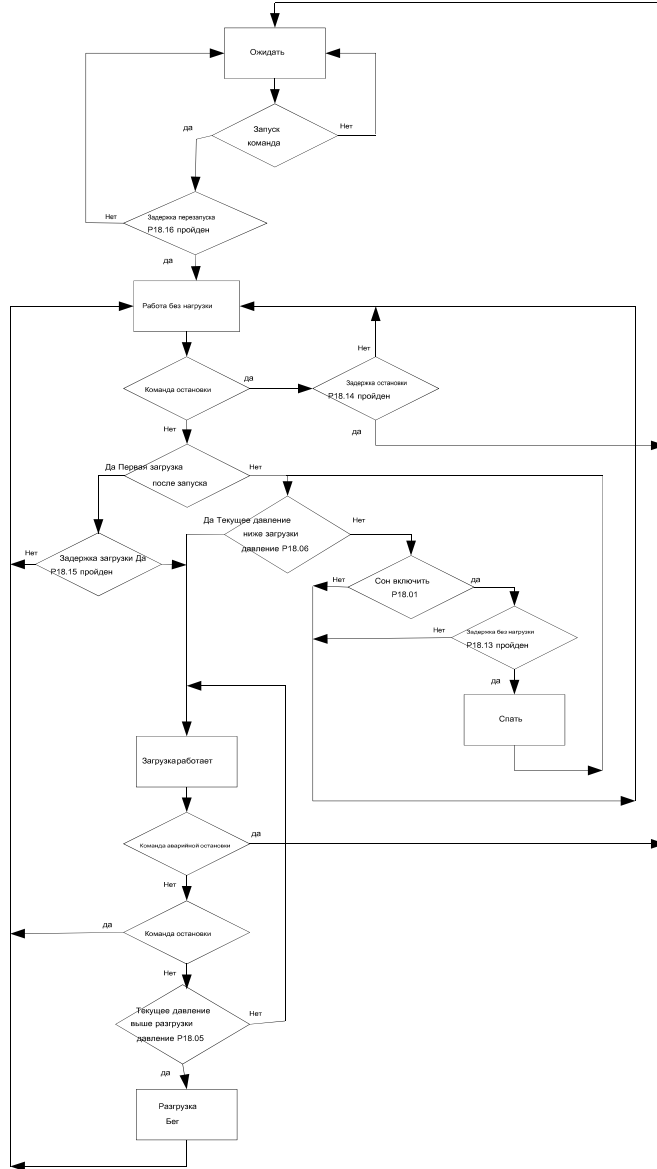 Ожидать
Запуск
команда
да
Нет
Задержка перезапуска
P18.16 пройден
Нет
да
Работа без нагрузки
Команда остановки
да
Нет
Задержка остановки
P18.14 пройден
Нет
да
Да Первая загрузка
после запуска
Нет
Да Текущее давление
ниже загрузки
давление P18.06
Нет
Нет
Задержка загрузки Да
P18.15 пройден
Сон включить
P18.01
Нет
да
Нет
Задержка без нагрузки
P18.13 пройден
да
Спать
Загрузка работает
Команда аварийной остановки
да
Нет
да
Команда остановки
Нет
Текущее давление
выше разгрузки
давление P18.05
Нет
да
Разгрузка
Бег